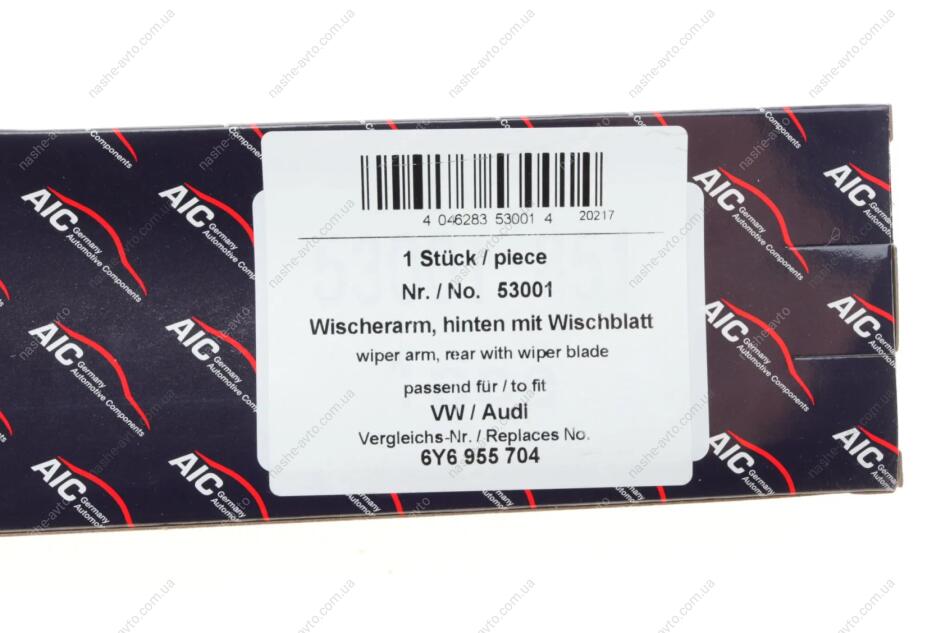 4 046283 53001 4 20217
1 Stück / piece
Nr. / No. 53001
Wischerarm, hinten mit Wischblatt
wiper arm, rear with wiper blade
passend für / to fit
VW / Audi
Vergleichs-Nr. / Replaces No.
6Y6 955 704
AIC
Germany
Automotive Components
nashe-avto.com.ua